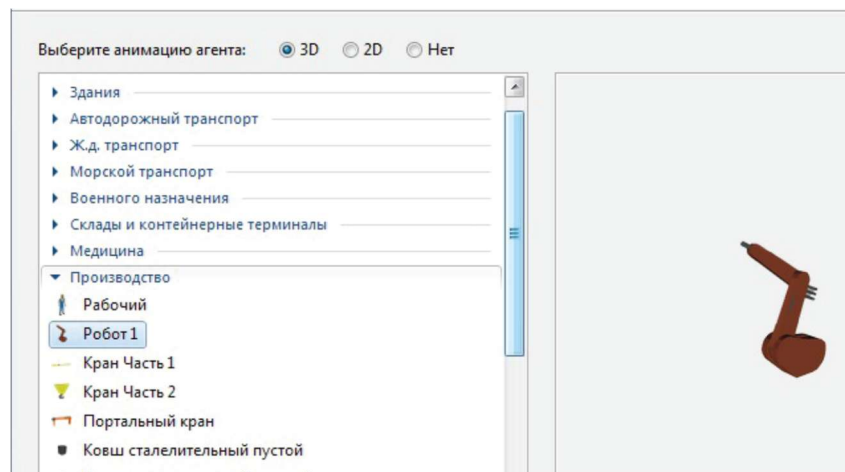 Выберите анимацию агента: 3D 2D Нет
Здания
Автодорожный транспорт
Ж.д. транспорт
Морской транспорт
Военного назначения
Склады и контейнерные терминалы
Медицина
Производство
Рабочий
Робот 1
Кран Часть 1
Кран Часть 2
Портальный кран
Ковш сталелительный пустой